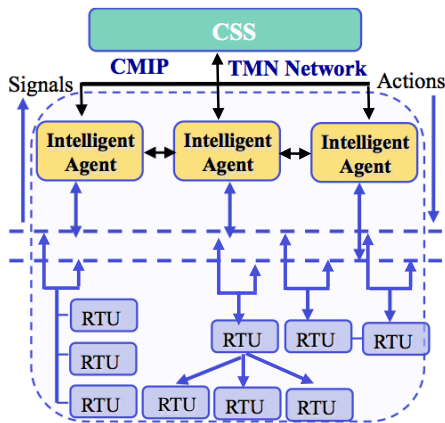 CSS
CMIP
TMN Network
Signals
Actions
Intelligent
Agent
Intelligent
Agent
Intelligent
Agent
RTU
RTU
RTU
RTU
RTU
RTU
RTU
RTU
RTU